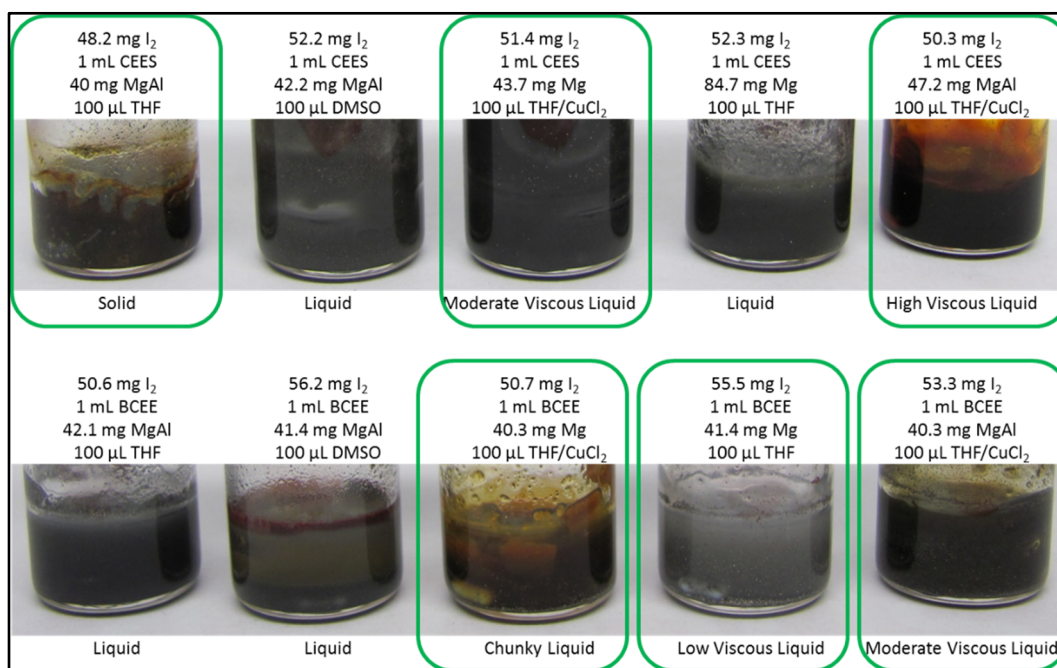 48.2 mg I₂
1 mL CEES
40 mg MgAl
100 µL THF
Solid
52.2 mg I₂
1 mL CEES
42.2 mg MgAl
100 µL DMSO
Liquid
51.4 mg I₂
1 mL CEES
43.7 mg Mg
100 µL THF/CuCl₂
Moderate Viscous Liquid
52.3 mg I₂
1 mL CEES
84.7 mg Mg
100 µL THF
Liquid
50.3 mg I₂
1 mL CEES
47.2 mg MgAl
100 µL THF/CuCl₂
High Viscous Liquid
50.6 mg I₂
1 mL BCEE
42.1 mg MgAl
100 µL THF
Liquid
56.2 mg I₂
1 mL BCEE
41.4 mg MgAl
100 µL DMSO
Liquid
50.7 mg I₂
1 mL BCEE
40.3 mg Mg
100 µL THF/CuCl₂
Chunky Liquid
55.5 mg I₂
1 mL BCEE
41.4 mg Mg
100 µL THF
Low Viscous Liquid
53.3 mg I₂
1 mL BCEE
40.3 mg MgAl
100 µL THF/CuCl₂
Moderate Viscous Liquid